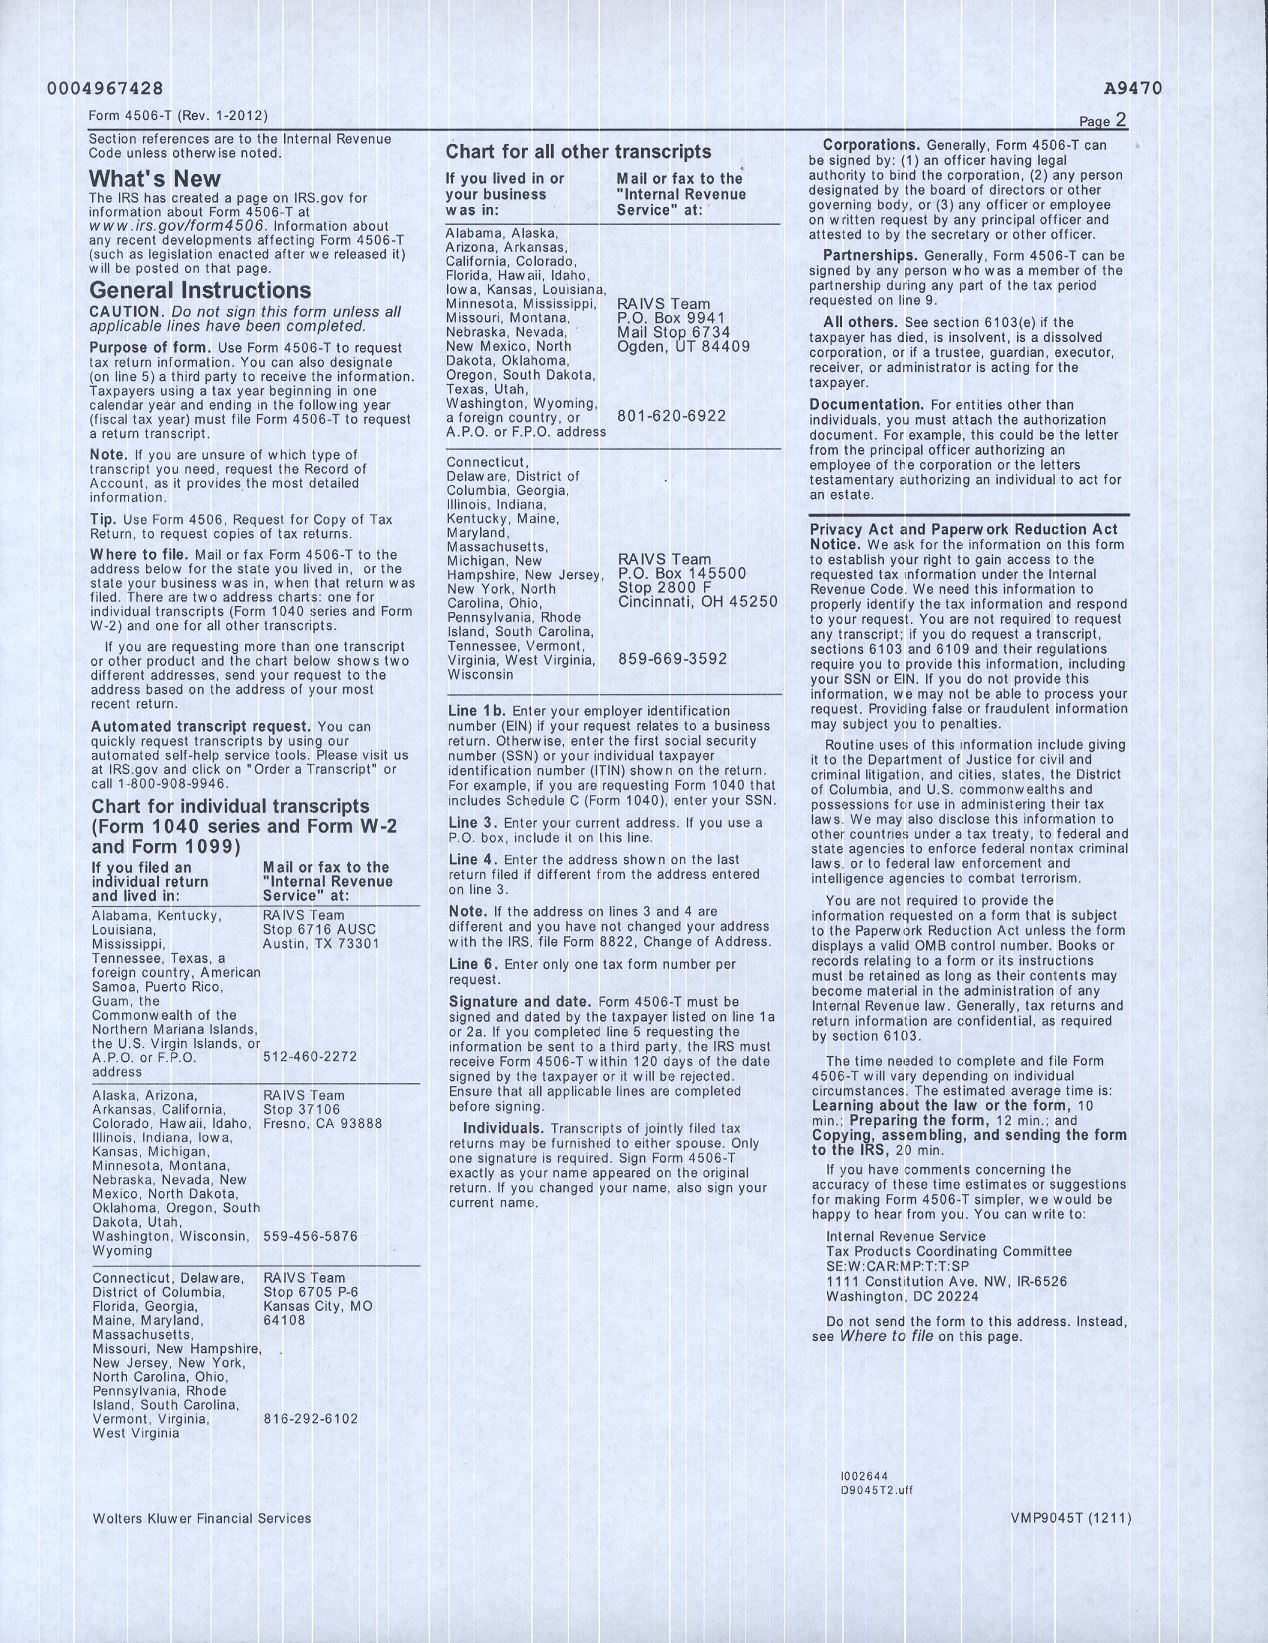 0004967428
A9470
Form 4506-T (Rev. 1-2012)
Page 2
Section references are to the Internal Revenue
Code unless otherwise noted.
What's New
The IRS has created a page on IRS.gov for
information about Form 4506-T at
www.irs.gov/form4506. Information about
any recent developments affecting Form 4506-T
(such as legislation enacted after we released it)
will be posted on that page.
General Instructions
CAUTION. Do not sign this form unless all
applicable lines have been completed.
Purpose of form. Use Form 4506-T to request
tax return information. You can also designate
(on line 5) a third party to receive the information.
Taxpayers using a tax year beginning in one
calendar year and ending in the following year
(fiscal tax year) must file Form 4506-T to request
a return transcript.
Note. If you are unsure of which type of
transcript you need, request the Record of
Account, as it provides the most detailed
information.
Tip. Use Form 4506, Request for Copy of Tax
Return, to request copies of tax returns.
Where to file. Mail or fax Form 4506-T to the
address below for the state you lived in, or the
state your business was in, when that return was
filed. There are two address charts: one for
individual transcripts (Form 1040 series and Form
W-2) and one for all other transcripts.
If you are requesting more than one transcript
or other product and the chart below shows two
different addresses, send your request to the
address based on the address of your most
recent return.
Automated transcript request. You can
quickly request transcripts by using our
automated self-help service tools. Please visit us
at IRS.gov and click on "Order a Transcript" or
call 1-800-908-9946.
Chart for individual transcripts
(Form 1040 series and Form W-2
and Form 1099)
If you filed an
individual return
and lived in:
Mail or fax to the
"Internal Revenue
Service" at:
Alabama, Kentucky,
Louisiana,
Mississippi,
Tennessee, Texas, a
foreign country, American
Samoa, Puerto Rico,
Guam, the
Commonwealth of the
Northern Mariana Islands,
the U.S. Virgin Islands, or
A.P.O. or F.P.O.
address
RAIVS Team
Stop 6716 AUSC
Austin, TX 73301
512-460-2272
Alaska, Arizona,
Arkansas, California,
Colorado, Hawaii, Idaho,
Illinois, Indiana, Iowa,
Kansas, Michigan,
Minnesota, Montana,
Nebraska, Nevada, New
Mexico, North Dakota,
Oklahoma, Oregon, South
Dakota, Utah,
Washington, Wisconsin,
Wyoming
RAIVS Team
Stop 37106
Fresno, CA 93888
559-456-5876
Connecticut, Delaware,
District of Columbia,
Florida, Georgia,
Maine, Maryland,
Massachusetts,
Missouri, New Hampshire,
New Jersey, New York,
North Carolina, Ohio,
Pennsylvania, Rhode
Island, South Carolina,
Vermont, Virginia,
West Virginia
RAIVS Team
Stop 6705 P-6
Kansas City, MO
64108
816-292-6102
Chart for all other transcripts
If you lived in or
your business
was in:
Mail or fax to the
"Internal Revenue
Service" at:
Alabama, Alaska,
Arizona, Arkansas,
California, Colorado,
Florida, Hawaii, Idaho,
Iowa, Kansas, Louisiana,
Minnesota, Mississippi,
Missouri, Montana,
Nebraska, Nevada,
New Mexico, North
Dakota, Oklahoma,
Oregon, South Dakota,
Texas, Utah,
Washington, Wyoming,
a foreign country, or
A.P.O. or F.P.O. address
RAIVS Team
P.O. Box 9941
Mail Stop 6734
Ogden, UT 84409
801-620-6922
Connecticut,
Delaware, District of
Columbia, Georgia,
Illinois, Indiana,
Kentucky, Maine,
Maryland,
Massachusetts,
Michigan, New
Hampshire, New Jersey,
New York, North
Carolina, Ohio,
Pennsylvania, Rhode
Island, South Carolina,
Tennessee, Vermont,
Virginia, West Virginia,
Wisconsin
RAIVS Team
P.O. Box 145500
Stop 2800 F
Cincinnati, OH 45250
859-669-3592
Line 1b. Enter your employer identification
number (EIN) if your request relates to a business
return. Otherwise, enter the first social security
number (SSN) or your individual taxpayer
identification number (ITIN) shown on the return.
For example, if you are requesting Form 1040 that
includes Schedule C (Form 1040), enter your SSN.
Line 3. Enter your current address. If you use a
P.O. box, include it on this line.
Line 4. Enter the address shown on the last
return filed if different from the address entered
on line 3.
Note. If the address on lines 3 and 4 are
different and you have not changed your address
with the IRS, file Form 8822, Change of Address.
Line 6. Enter only one tax form number per
request.
Signature and date. Form 4506-T must be
signed and dated by the taxpayer listed on line 1a
or 2a. If you completed line 5 requesting the
information be sent to a third party, the IRS must
receive Form 4506-T within 120 days of the date
signed by the taxpayer or it will be rejected.
Ensure that all applicable lines are completed
before signing.
Individuals. Transcripts of jointly filed tax
returns may be furnished to either spouse. Only
one signature is required. Sign Form 4506-T
exactly as your name appeared on the original
return. If you changed your name, also sign your
current name.
Corporations. Generally, Form 4506-T can
be signed by: (1) an officer having legal
authority to bind the corporation, (2) any person
designated by the board of directors or other
governing body, or (3) any officer or employee
on written request by any principal officer and
attested to by the secretary or other officer.
Partnerships. Generally, Form 4506-T can be
signed by any person who was a member of the
partnership during any part of the tax period
requested on line 9.
All others. See section 6103(e) if the
taxpayer has died, is insolvent, is a dissolved
corporation, or if a trustee, guardian, executor,
receiver, or administrator is acting for the
taxpayer.
Documentation. For entities other than
individuals, you must attach the authorization
document. For example, this could be the letter
from the principal officer authorizing an
employee of the corporation or the letters
testamentary authorizing an individual to act for
an estate.
Privacy Act and Paperwork Reduction Act
Notice. We ask for the information on this form
to establish your right to gain access to the
requested tax information under the Internal
Revenue Code. We need this information to
properly identify the tax information and respond
to your request. You are not required to request
any transcript; if you do request a transcript,
sections 6103 and 6109 and their regulations
require you to provide this information, including
your SSN or EIN. If you do not provide this
information, we may not be able to process your
request. Providing false or fraudulent information
may subject you to penalties.
Routine uses of this information include giving
it to the Department of Justice for civil and
criminal litigation, and cities, states, the District
of Columbia, and U.S. commonwealths and
possessions for use in administering their tax
laws. We may also disclose this information to
other countries under a tax treaty, to federal and
state agencies to enforce federal nontax criminal
laws, or to federal law enforcement and
intelligence agencies to combat terrorism.
You are not required to provide the
information requested on a form that is subject
to the Paperwork Reduction Act unless the form
displays a valid OMB control number. Books or
records relating to a form or its instructions
must be retained as long as their contents may
become material in the administration of any
Internal Revenue law. Generally, tax returns and
return information are confidential, as required
by section 6103.
The time needed to complete and file Form
4506-T will vary depending on individual
circumstances. The estimated average time is:
Learning about the law or the form, 10
min.; Preparing the form, 12 min.; and
Copying, assembling, and sending the form
to the IRS, 20 min.
If you have comments concerning the
accuracy of these time estimates or suggestions
for making Form 4506-T simpler, we would be
happy to hear from you. You can write to:
Internal Revenue Service
Tax Products Coordinating Committee
SE:W:CAR:MP:T:T:SP
1111 Constitution Ave. NW, IR-6526
Washington, DC 20224
Do not send the form to this address. Instead,
see Where to file on this page.
I002644
D9045T2.uff
Wolters Kluwer Financial Services
VMP9045T (1211)